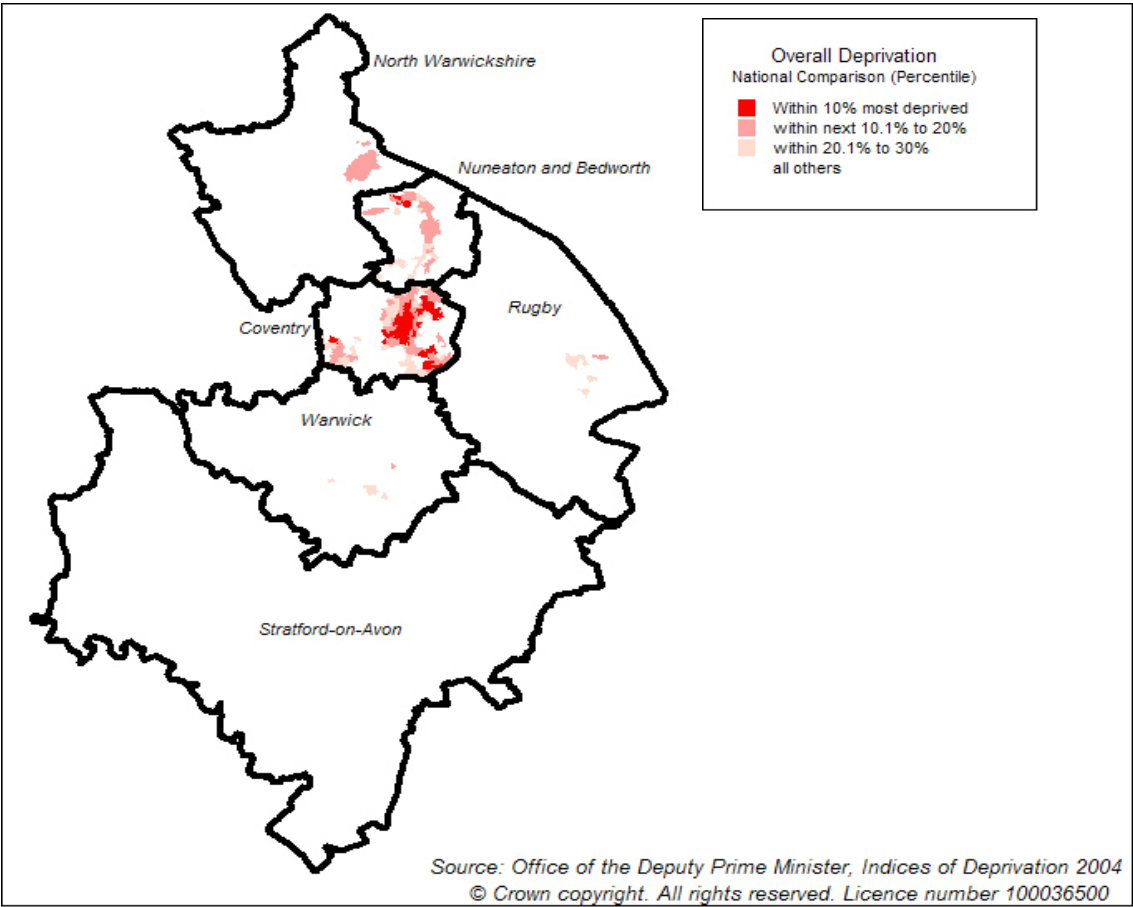 Overall Deprivation
National Comparison (Percentile)
Within 10% most deprived
within next 10.1% to 20%
within 20.1% to 30%
all others
North Warwickshire
Nuneaton and Bedworth
Rugby
Coventry
Warwick
Stratford-on-Avon
Source: Office of the Deputy Prime Minister, Indices of Deprivation 2004
© Crown copyright. All rights reserved. Licence number 100036500